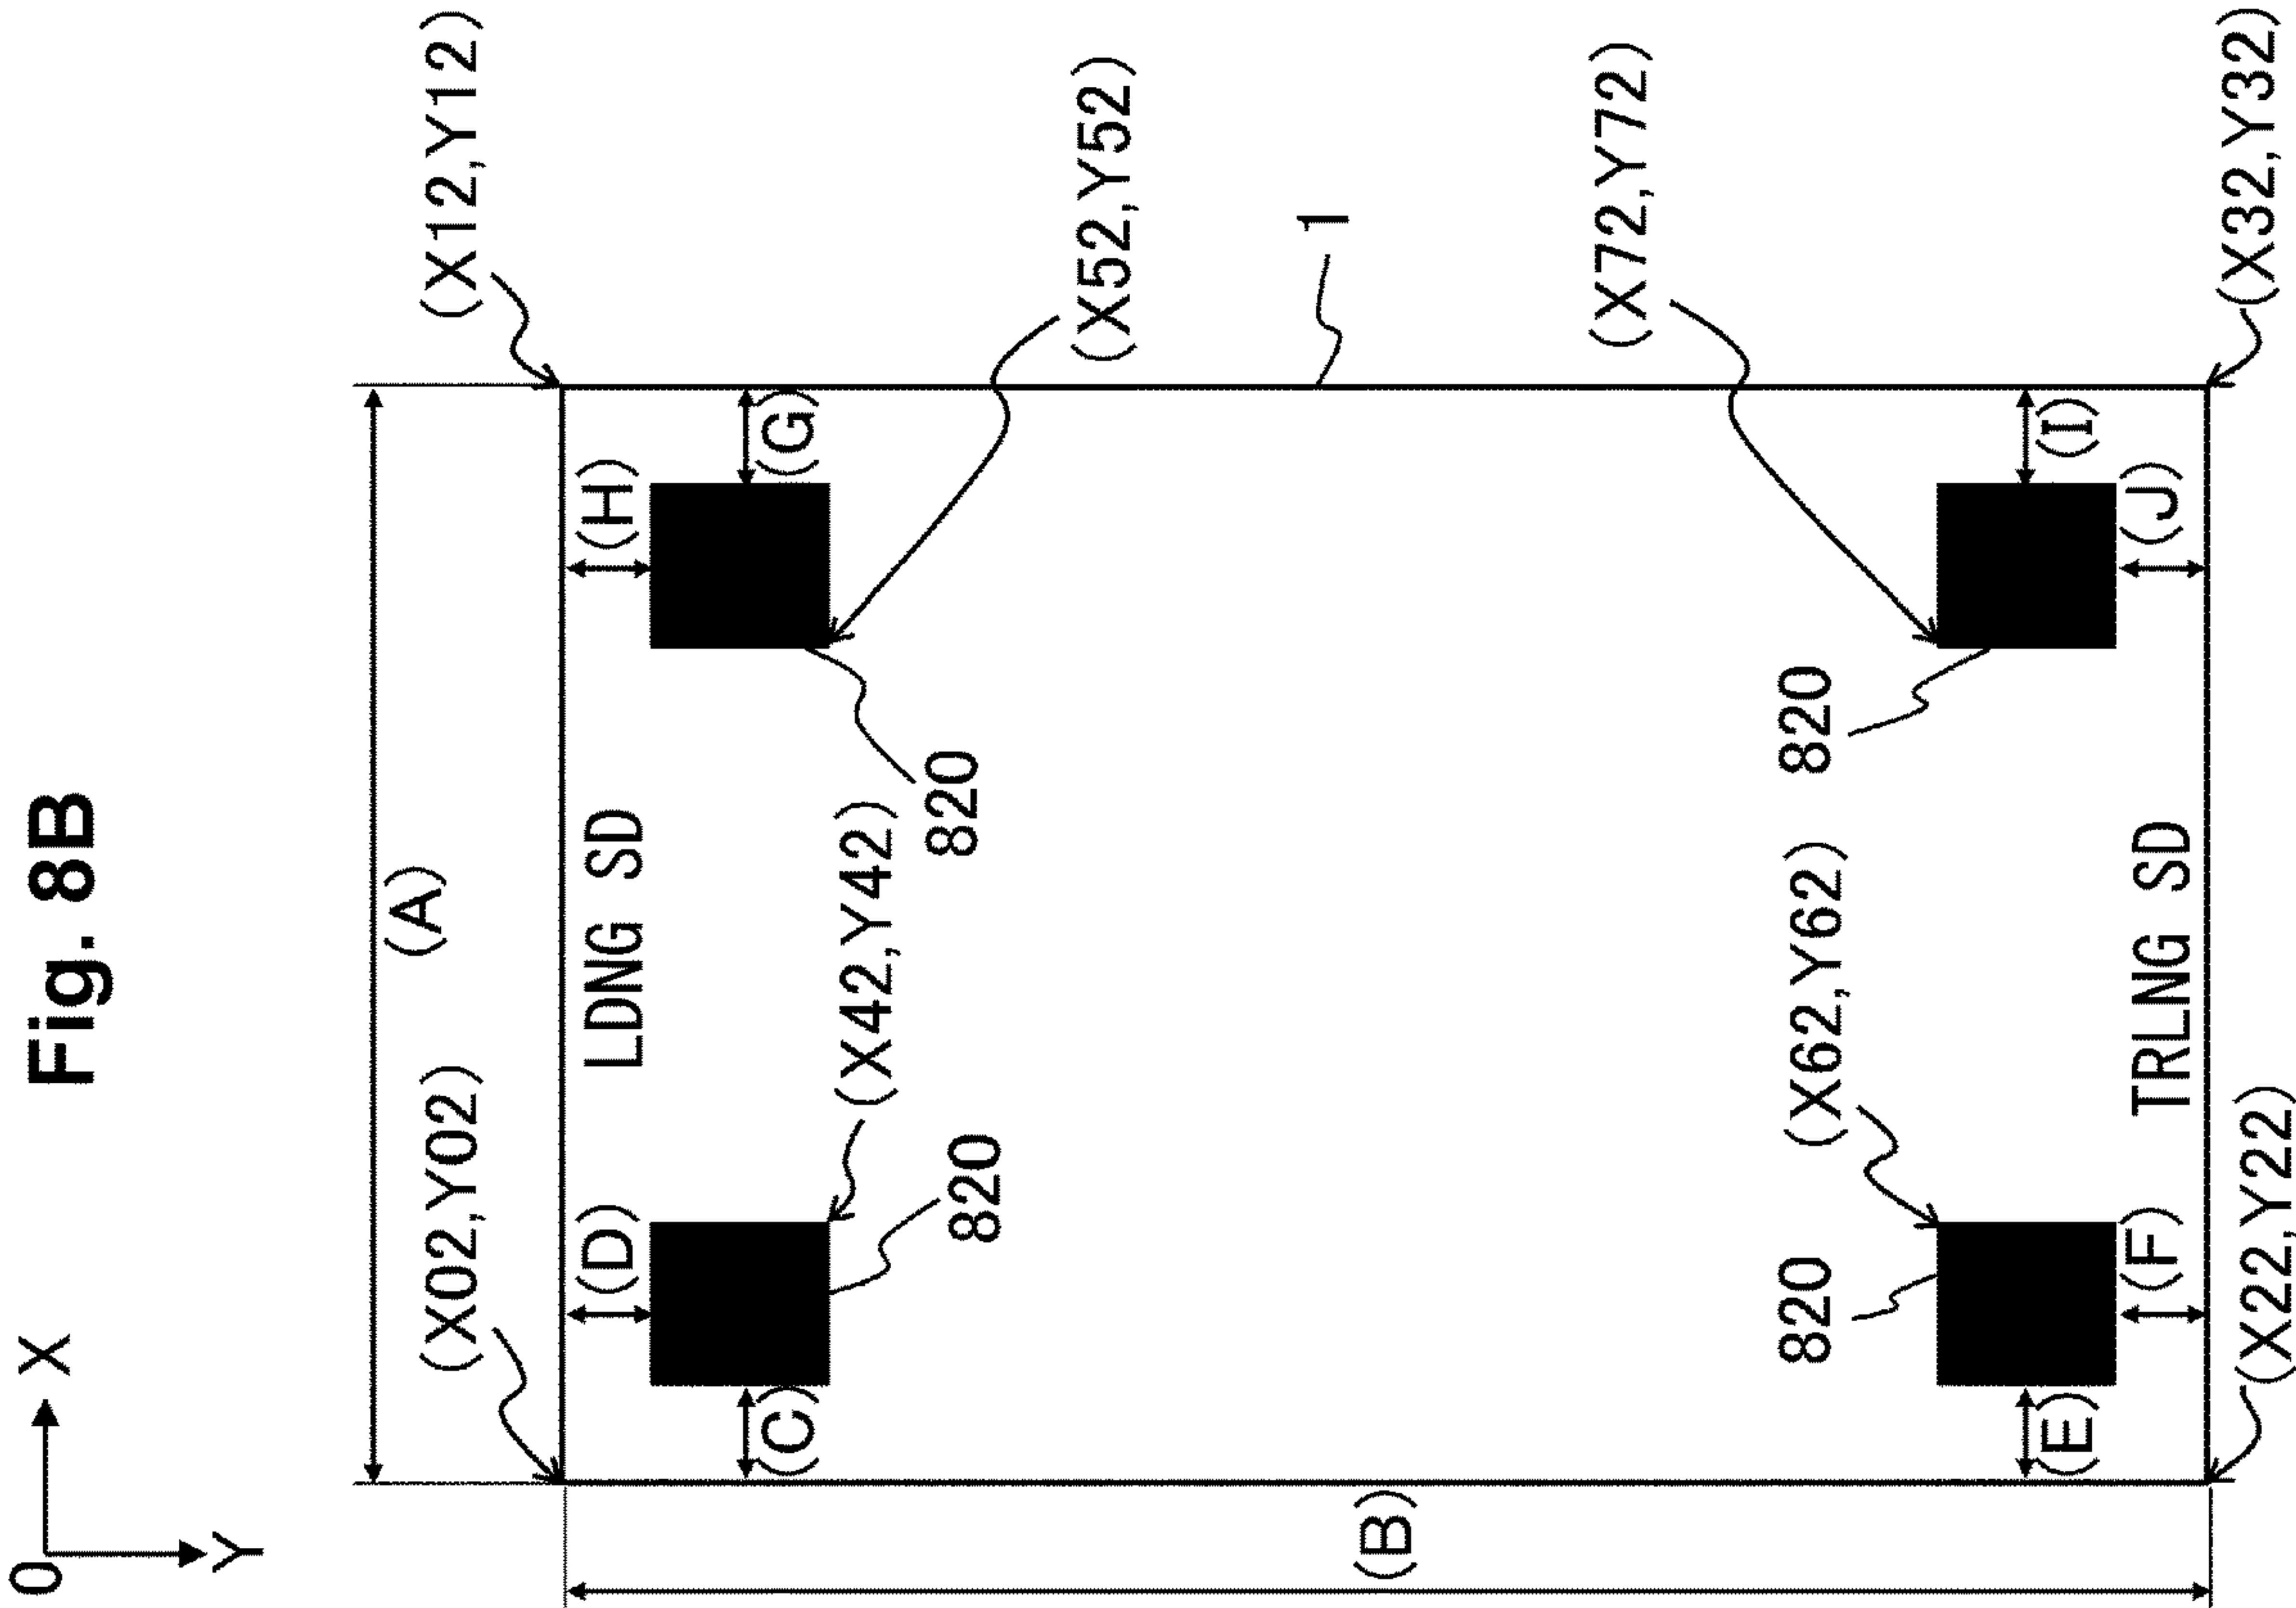 Fig. 8B
0
X
Y
(A)
(X02,Y02)
(X12,Y12)
LDNG SD
(D)
(H)
(C)
(G)
(X42,Y42)
820
820
(X52,Y52)
(B)
1
(X62,Y62)
820
820
(X72,Y72)
(E)
(I)
(F)
TRLNG SD
(J)
(X22,Y22)
(X32,Y32)